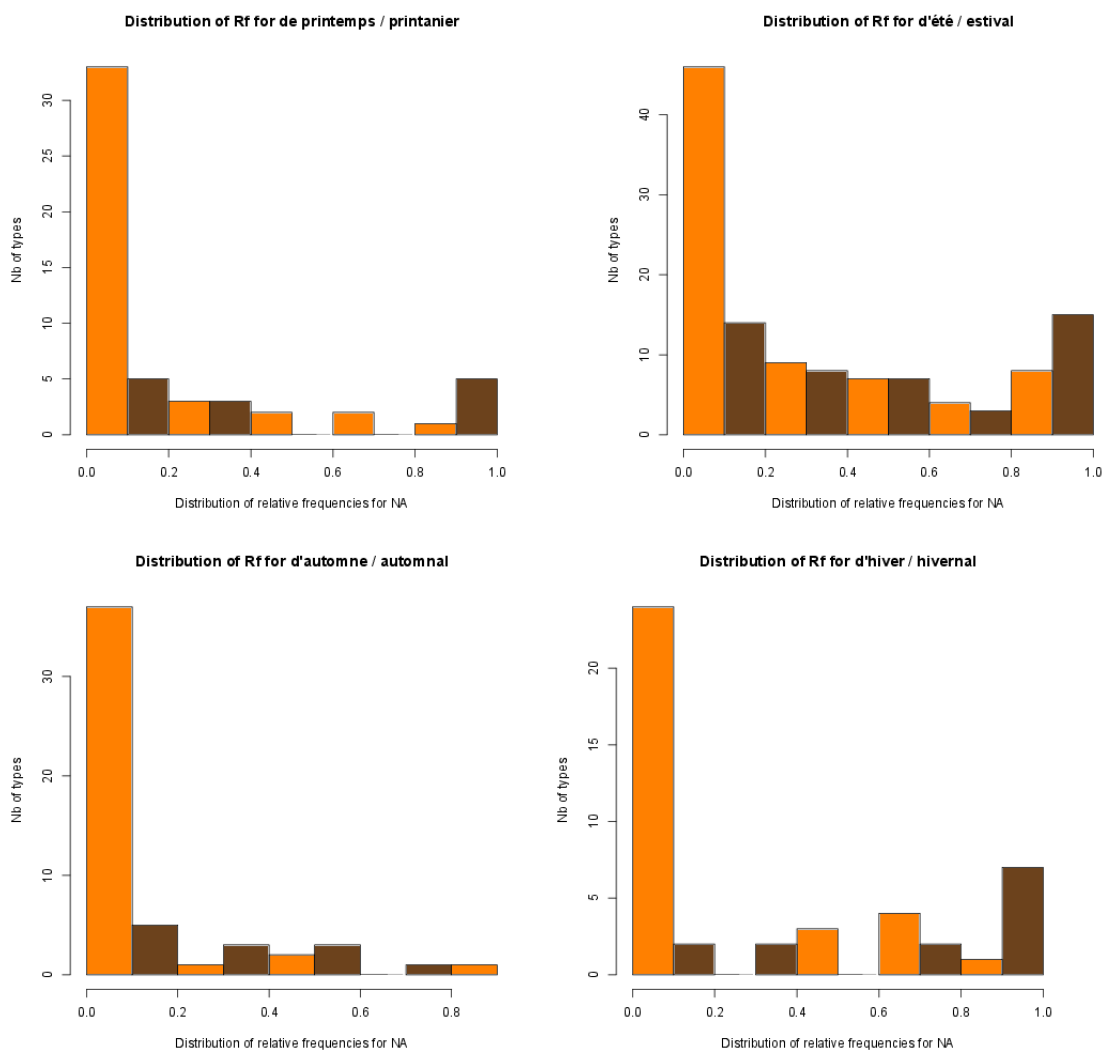 Distribution of Rf for de printemps / printanier
Nb of types
0 5 10 15 20 25 30
0.0 0.2 0.4 0.6 0.8 1.0
Distribution of relative frequencies for NA
Distribution of Rf for d'été / estival
Nb of types
0 10 20 30 40
0.0 0.2 0.4 0.6 0.8 1.0
Distribution of relative frequencies for NA
Distribution of Rf for d'automne / automnal
Nb of types
0 10 20 30
0.0 0.2 0.4 0.6 0.8
Distribution of relative frequencies for NA
Distribution of Rf for d'hiver / hivernal
Nb of types
0 5 10 15 20
0.0 0.2 0.4 0.6 0.8 1.0
Distribution of relative frequencies for NA